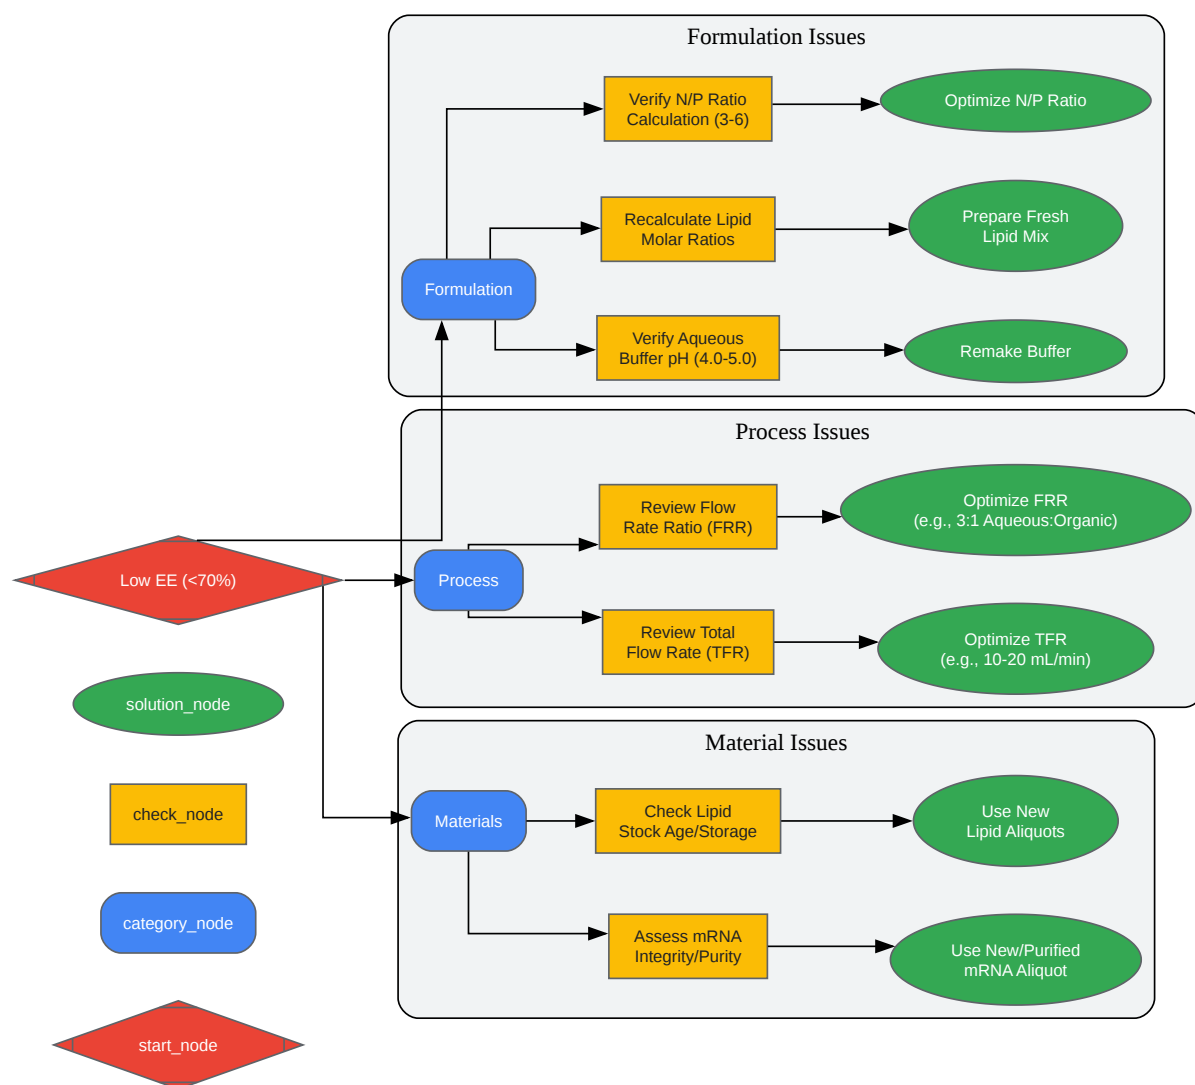 Formulation Issues
Verify N/P Ratio
Calculation (3-6)
Optimize N/P Ratio
Recalculate Lipid
Molar Ratios
Prepare Fresh
Lipid Mix
Formulation
Verify Aqueous
Buffer pH (4.0-5.0)
Remake Buffer
Process Issues
Review Flow
Rate Ratio (FRR)
Optimize FRR
(e.g., 3:1 Aqueous:Organic)
Low EE (<70%)
Process
Review Total
Flow Rate (TFR)
Optimize TFR
(e.g., 10-20 mL/min)
Material Issues
Materials
Check Lipid
Stock Age/Storage
Use New
Lipid Aliquots
Assess mRNA
Integrity/Purity
Use New/Purified
mRNA Aliquot
solution_node
check_node
category_node
start_node